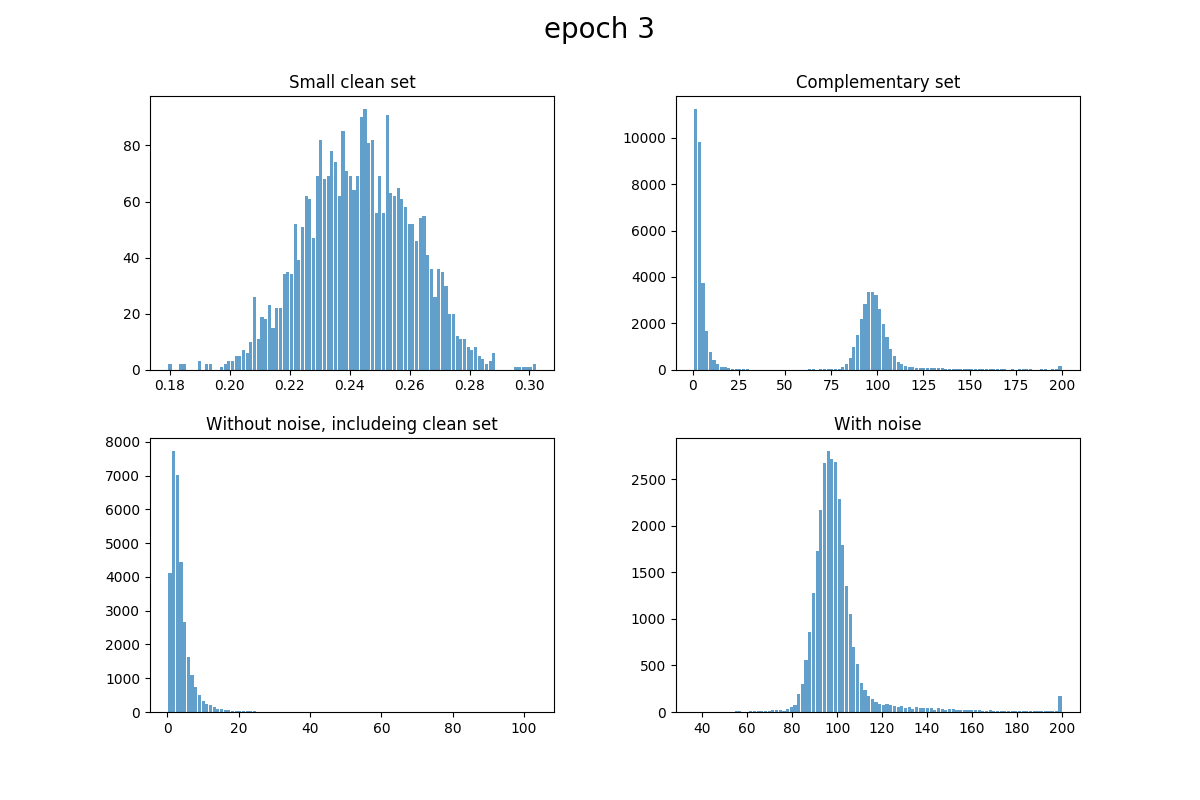 epoch 3
Small clean set
80
60
40
20
0
0.18 0.20 0.22 0.24 0.26 0.28 0.30
Complementary set
10000
8000
6000
4000
2000
0
0 25 50 75 100 125 150 175 200
Without noise, includeing clean set
8000
7000
6000
5000
4000
3000
2000
1000
0
0 20 40 60 80 100
With noise
2500
2000
1500
1000
500
0
40 60 80 100 120 140 160 180 200